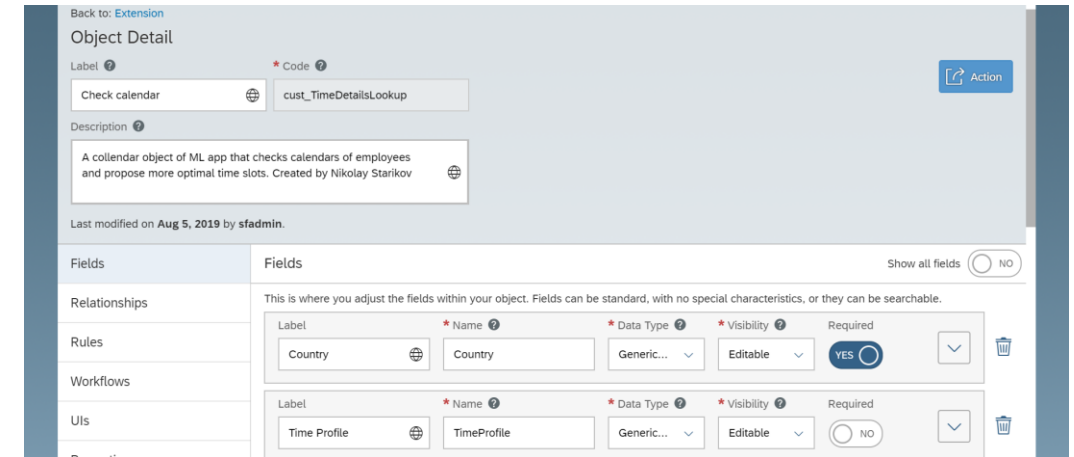 Back to: Extension
Object Detail
Label * Code
Action
Check calendar cust_TimeDetailsLookup
Description
A collendar object of ML app that checks calendars of employees
and propose more optimal time slots. Created by Nikolay Starikov
Last modified on Aug 5, 2019 by sfadmin.
Fields
Relationships
Rules
Workflows
UIs
Fields Show all fields NO
This is where you adjust the fields within your object. Fields can be standard, with no special characteristics, or they can be searchable.
Label * Name * Data Type * Visibility Required
Country Country Generic... Editable YES
Label * Name * Data Type * Visibility Required
Time Profile TimeProfile Generic... Editable NO